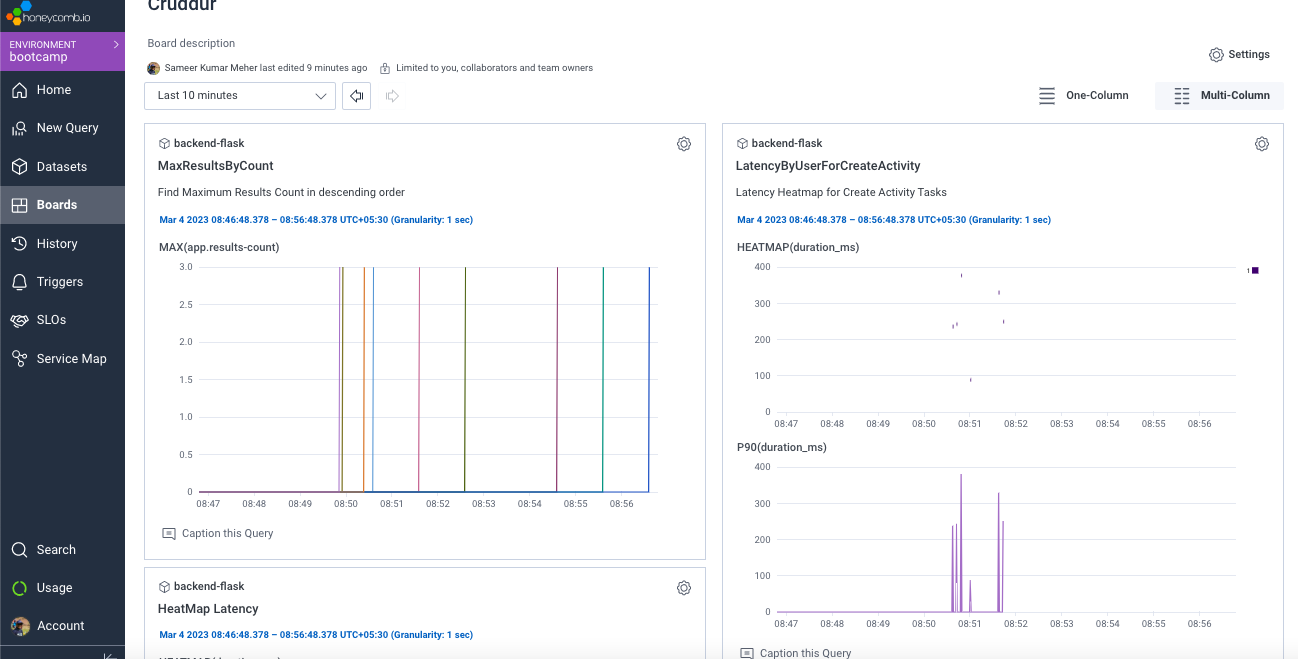 honeycomb.io
ENVIRONMENT
bootcamp
Home
New Query
Datasets
Boards
History
Triggers
SLOs
Service Map
Search
Usage
Account
Cruddur
Board description
Sameer Kumar Meher last edited 9 minutes ago Limited to you, collaborators and team owners
Settings
Last 10 minutes
One-Column
Multi-Column
backend-flask
MaxResultsByCount
Find Maximum Results Count in descending order
Mar 4 2023 08:46:48.378 – 08:56:48.378 UTC+05:30 (Granularity: 1 sec)
MAX(app.results-count)
3.0
2.5
2.0
1.5
1.0
0.5
0
08:47 08:48 08:49 08:50 08:51 08:52 08:53 08:54 08:55 08:56
Caption this Query
backend-flask
HeatMap Latency
Mar 4 2023 08:46:48.378 – 08:56:48.378 UTC+05:30 (Granularity: 1 sec)
backend-flask
LatencyByUserForCreateActivity
Latency Heatmap for Create Activity Tasks
Mar 4 2023 08:46:48.378 – 08:56:48.378 UTC+05:30 (Granularity: 1 sec)
HEATMAP(duration_ms)
400
300
200
100
0
1
08:47 08:48 08:49 08:50 08:51 08:52 08:53 08:54 08:55 08:56
P90(duration_ms)
400
300
200
100
0
08:47 08:48 08:49 08:50 08:51 08:52 08:53 08:54 08:55 08:56
Caption this Query